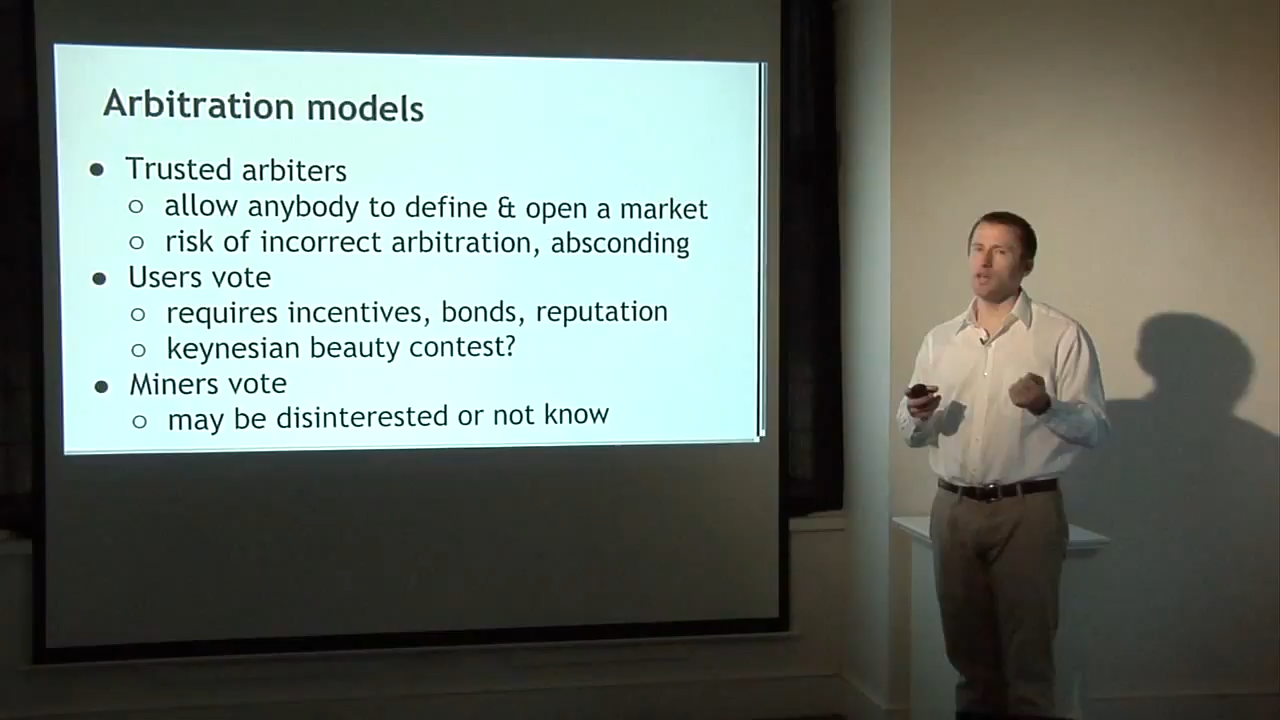 Arbitration models
● Trusted arbiters
○ allow anybody to define & open a market
○ risk of incorrect arbitration, absconding
● Users vote
○ requires incentives, bonds, reputation
○ keynesian beauty contest?
● Miners vote
○ may be disinterested or not know